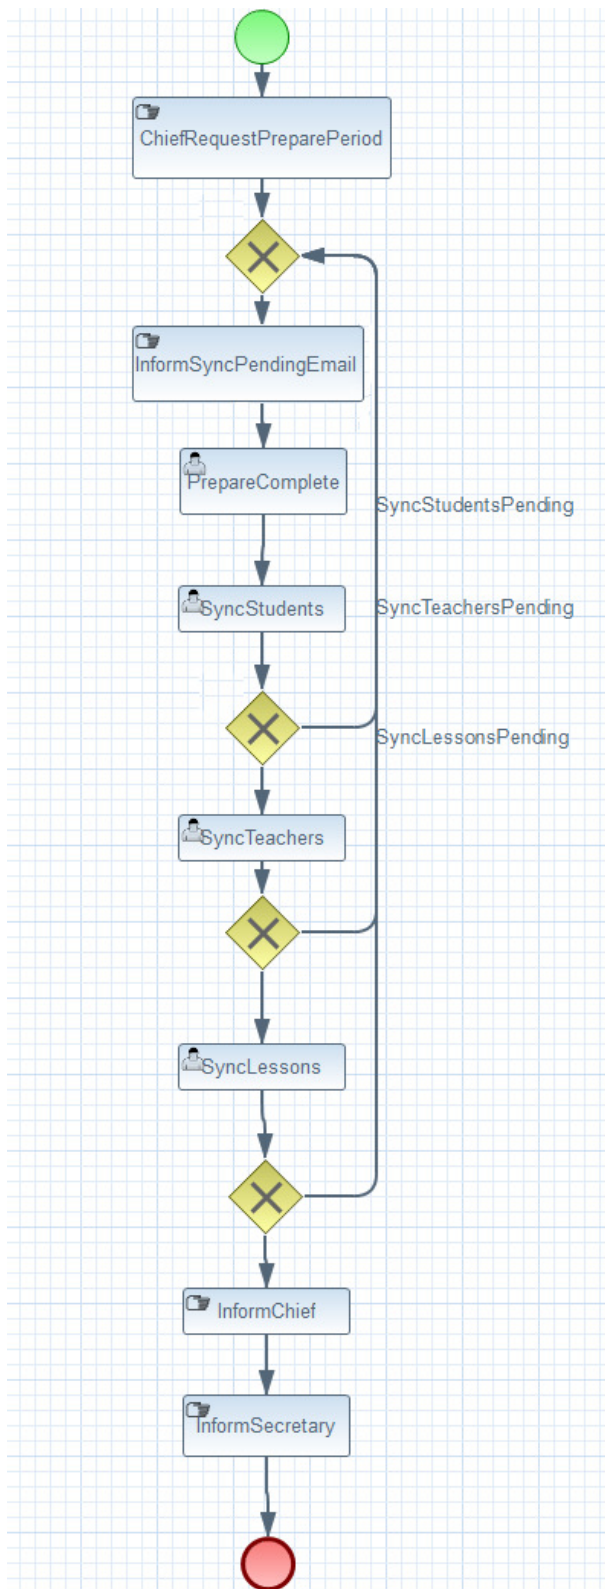 ChiefRequestPreparePeriod
InformSyncPendingEmail
PrepareComplete
SyncStudentsPending
SyncStudents
SyncTeachersPending
SyncLessonsPending
SyncTeachers
SyncLessons
InformChief
InformSecretary